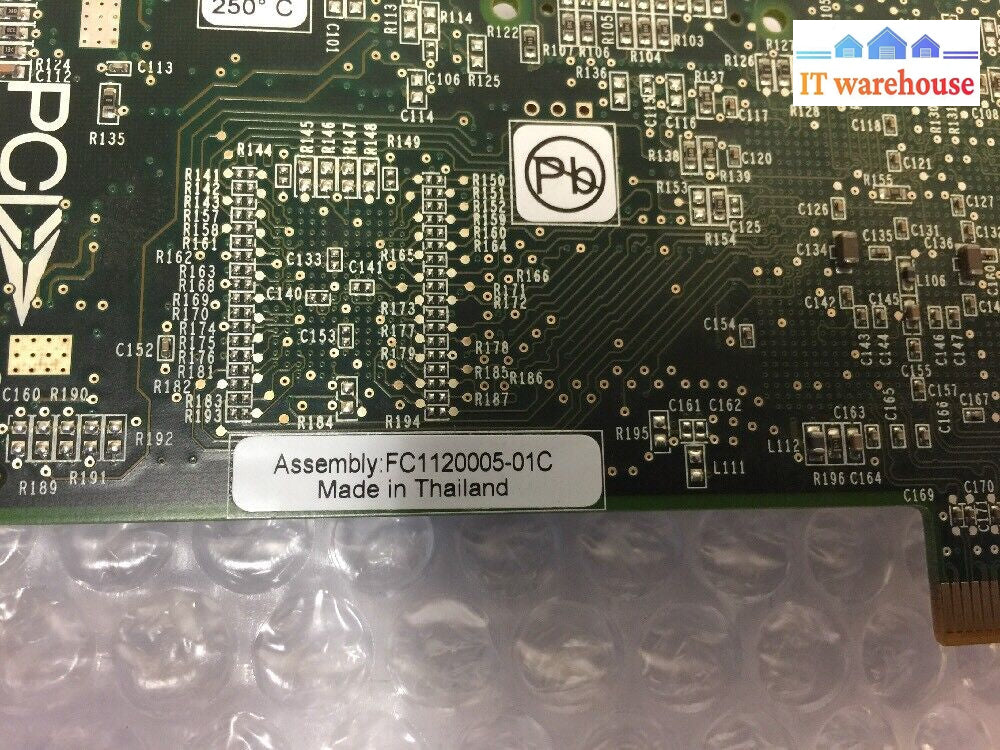 250° C
IT warehouse
R113
R114
C101
R122
R125
R107
R106
R105
R104
R103
R126
R127
R124
C112
C113
C106
C114
R136
R137
C116
C117
C118
PCI
R135
R145
R146
R147
R148
R149
R144
Pb
R138
R139
C120
C121
R141
R142
R143
R157
R158
R161
R162
R163
R168
R169
R170
R174
R175
R176
R181
R182
R183
R193
R150
R160
R164
R165
R166
R171
R172
R173
R177
R178
R179
R185
R186
R187
R194
R184
C133
C141
C140
C153
C152
R153
R154
C125
R155
C126
C127
C131
C134
C135
C136
L106
C142
C145
C143
C144
C146
C147
C154
C155
C157
C165
C166
C167
C160
R190
R192
R189
R191
C161
C162
R195
L111
L112
C163
R196
C164
C169
C170
Assembly:FC1120005-01C
Made in Thailand